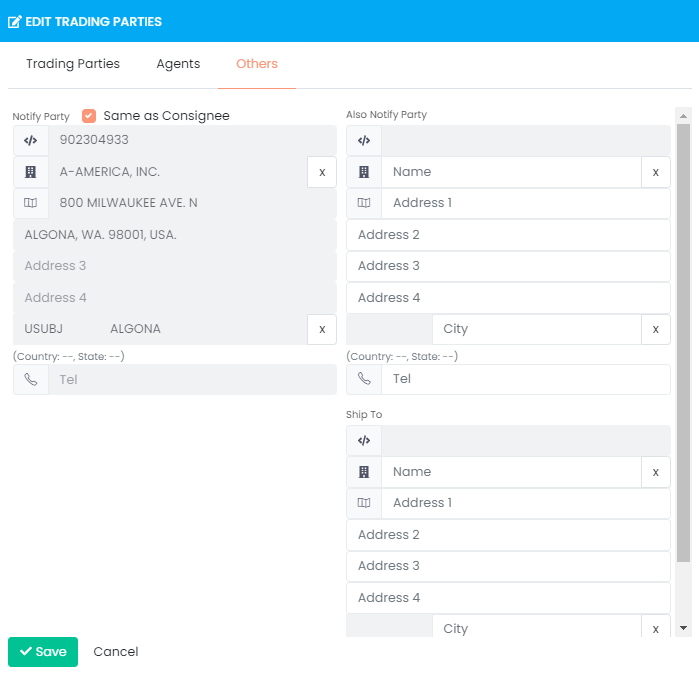 EDIT TRADING PARTIES
Trading Parties Agents Others
Notify Party Same as Consignee
902304933
A-AMERICA, INC. x
800 MILWAUKEE AVE. N
ALGONA, WA. 98001, USA.
Address 3
Address 4
USUBJ ALGONA x
(Country: --, State: --)
Tel
Also Notify Party
Name x
Address 1
Address 2
Address 3
Address 4
City x
(Country: --, State: --)
Tel
Ship To
Name x
Address 1
Address 2
Address 3
Address 4
City x
Save Cancel